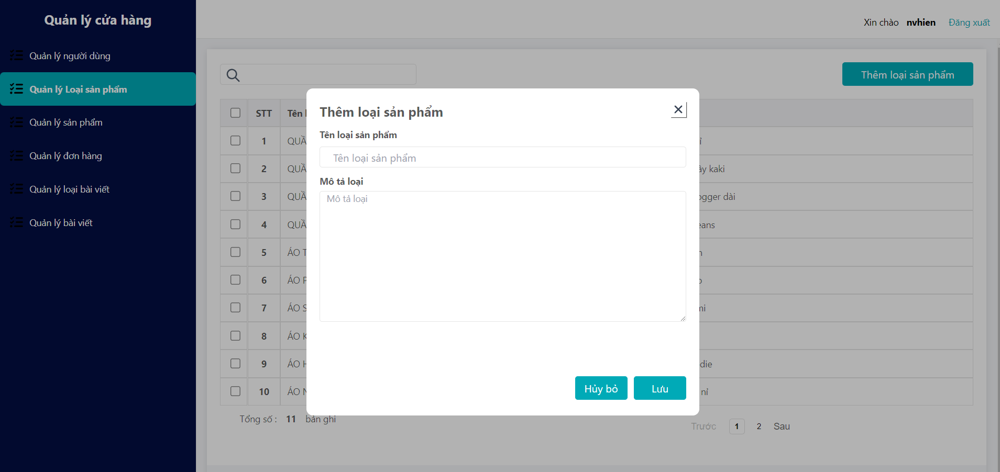 Quản lý cửa hàng
Xin chào nvhien Đăng xuất
Quản lý người dùng
Quản lý Loại sản phẩm
Quản lý sản phẩm
Quản lý đơn hàng
Quản lý loại bài viết
Quản lý bài viết
Thêm loại sản phẩm
STT Tên
1 QUẦ
2 QUẦ ây kaki
3 QUẦ ogger dài
4 QUẦ eans
5 ÁO T
6 ÁO P
7 ÁO S mi
8 ÁO K
9 ÁO H die
10 ÁO N nỉ
Thêm loại sản phẩm
Tên loại sản phẩm
Tên loại sản phẩm
Mô tả loại
Mô tả loại
Hủy bỏ Lưu
Tổng số : 11 bản ghi
Trước 1 2 Sau